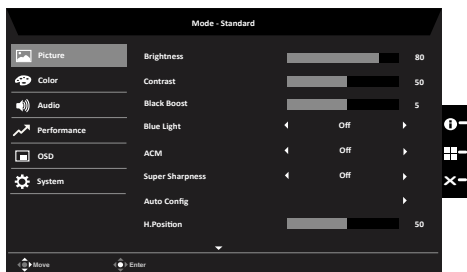 Mode - Standard
Picture
Color
Audio
Performance
OSD
System
Brightness 80
Contrast 50
Black Boost 5
Blue Light Off
ACM Off
Super Sharpness Off
Auto Config
H.Position 50
Move Enter